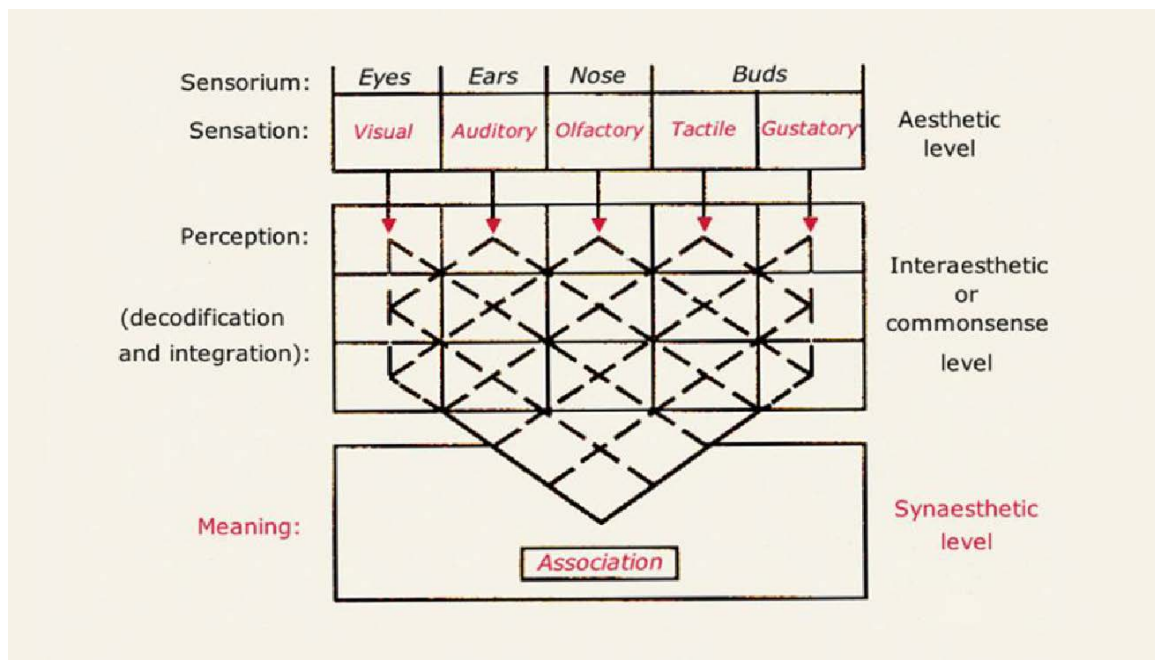 Sensorium: Eyes Ears Nose Buds
Sensation: Visual Auditory Olfactory Tactile Gustatory
Aesthetic
level
Perception:
(decodification
and integration):
Interaesthetic
or
commonsense
level
Meaning:
Association
Synaesthetic
level